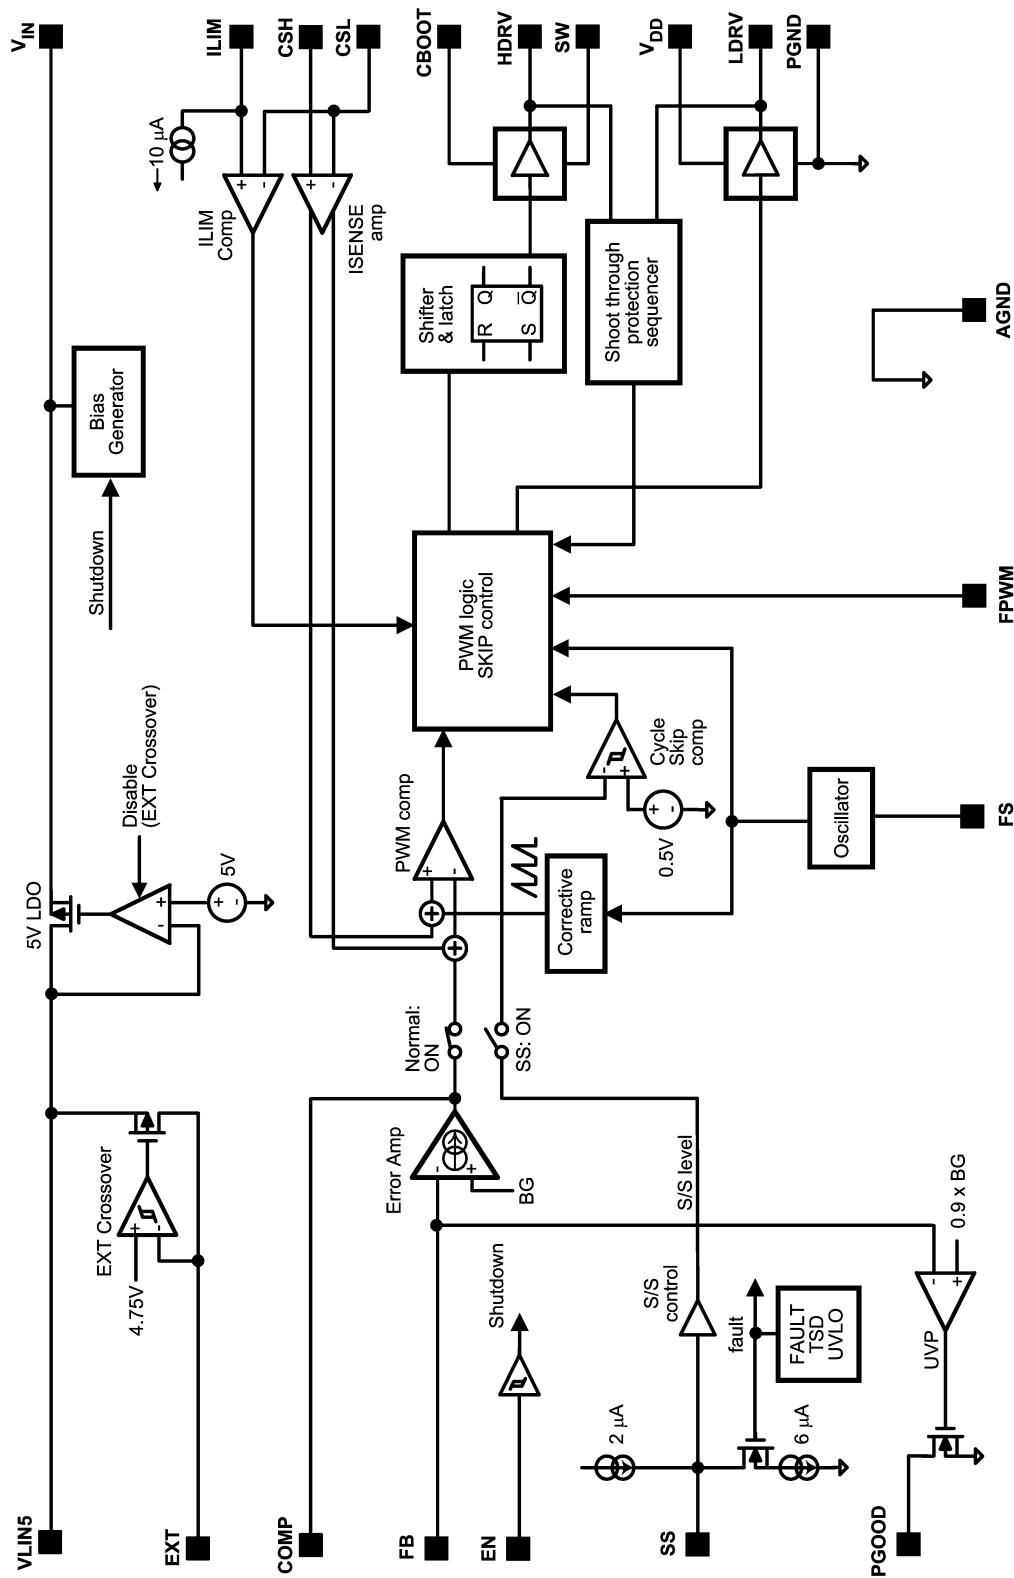 VIN
ILIM
CSH
CSL
CBOOT
HDRV
SW
VDD
LDRV
PGND
10 μA
+
-
+
-
ILIM
Comp
ISENSE
amp
Shifter
& latch
R Q
S Q
Shoot through
protection
sequencer
AGND
Bias
Generator
Shutdown
PWM logic
SKIP control
FPWM
Disable
(EXT Crossover)
5V LDO
+
-
5V
+
-
PWM comp
+
-
+
+
Cycle
Skip
comp
-
+
0.5V
+
-
Oscillator
FS
Corrective
ramp
Normal:
ON
SS: ON
EXT Crossover
4.75V
+
-
Error Amp
-
+
BG
S/S level
Shutdown
S/S
control
fault
FAULT
TSD
UVLO
0.9 x BG
-
+
UVP
2 μA
6 μA
VLIN5
EXT
COMP
FB
EN
SS
PGOOD